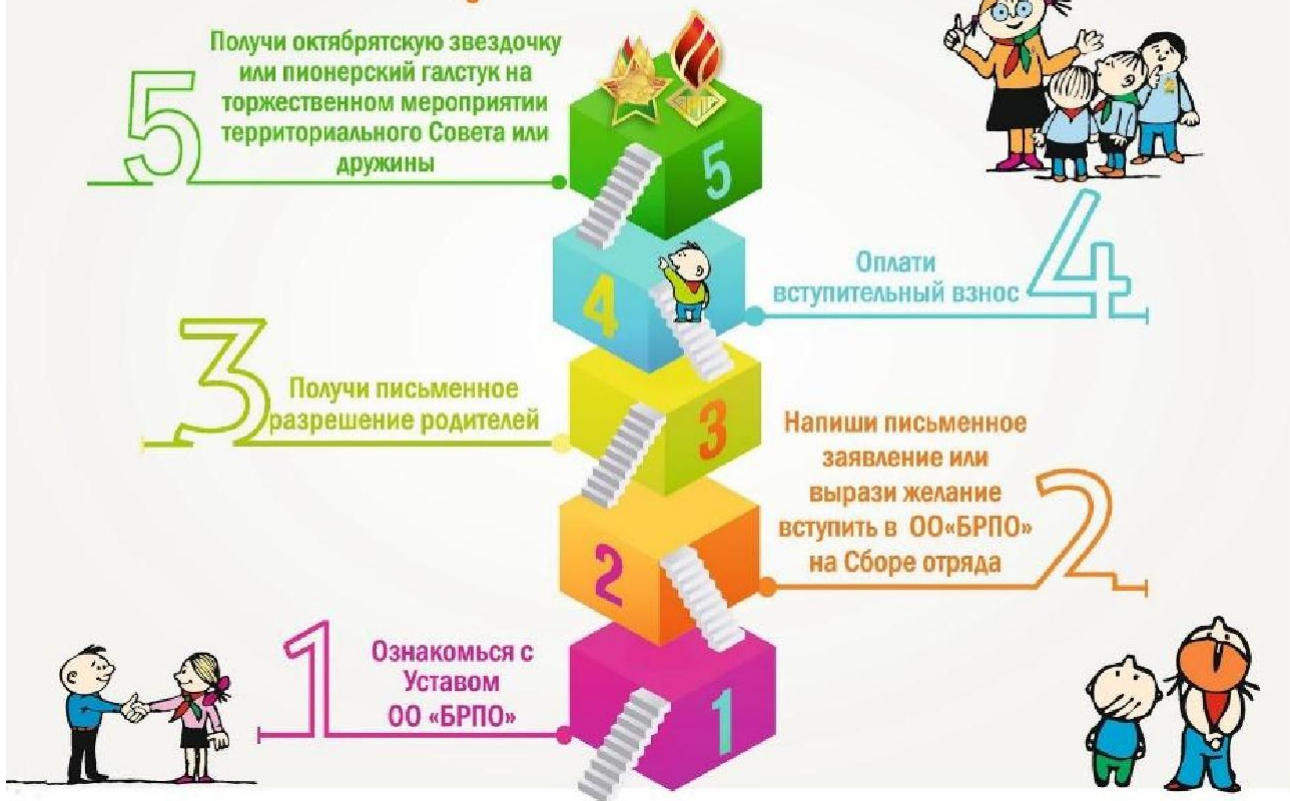 5
Получи октябрятскую звездочку
или пионерский галстук на
торжественном мероприятии
территориального Совета или
дружины
5
4
Оплати
вступительный взнос
4
3
Получи письменное
разрешение родителей
3
Напиши письменное
заявление или
вырази желание
вступить в ОО«БРПО»
на Сборе отряда
2
2
1
Ознакомься с
Уставом
ОО «БРПО»
1